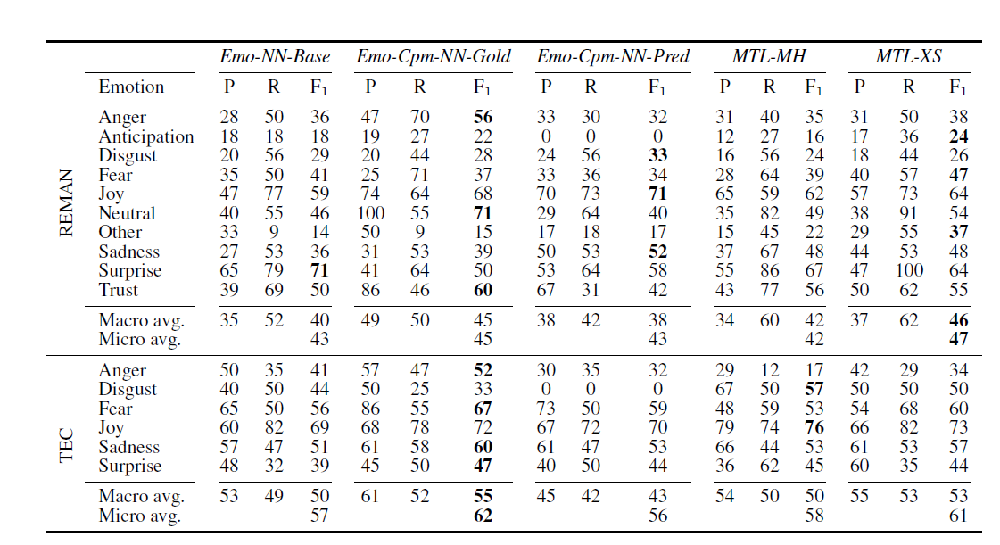 Emo-NN-Base Emo-Cpm-NN-Gold Emo-Cpm-NN-Pred MTL-MH MTL-XS
Emotion P R F1 P R F1 P R F1 P R F1 P R F1
REMAN
Anger 28 50 36 47 70 56 33 30 32 31 40 35 31 50 38
Anticipation 18 18 18 19 27 22 0 0 0 12 27 16 17 36 24
Disgust 20 56 29 20 44 28 24 56 33 16 56 24 18 44 26
Fear 35 50 41 25 71 37 33 36 34 28 64 39 40 57 47
Joy 47 77 59 74 64 68 70 73 71 65 59 62 57 73 64
Neutral 40 55 46 100 55 71 29 64 40 35 82 49 38 91 54
Other 33 9 14 50 9 15 17 18 17 15 45 22 29 55 37
Sadness 27 53 36 31 53 39 50 53 52 37 67 48 44 53 48
Surprise 65 79 71 41 64 50 53 64 58 55 86 67 47 100 64
Trust 39 69 50 86 46 60 67 31 42 43 77 56 50 62 55
Macro avg. 35 52 40 49 50 45 38 42 38 34 60 42 37 62 46
Micro avg. 43 45 43 42 47
TEC
Anger 50 35 41 57 47 52 30 35 32 29 12 17 42 29 34
Disgust 40 50 44 50 25 33 0 0 0 67 50 57 50 50 50
Fear 65 50 56 86 55 67 73 50 59 48 59 53 54 68 60
Joy 60 82 69 68 78 72 67 72 70 79 74 76 66 82 73
Sadness 57 47 51 61 58 60 61 47 53 66 44 53 61 53 57
Surprise 48 32 39 45 50 47 40 50 44 36 62 45 60 35 44
Macro avg. 53 49 50 61 52 55 45 42 43 54 50 50 55 53 53
Micro avg. 57 62 56 58 61